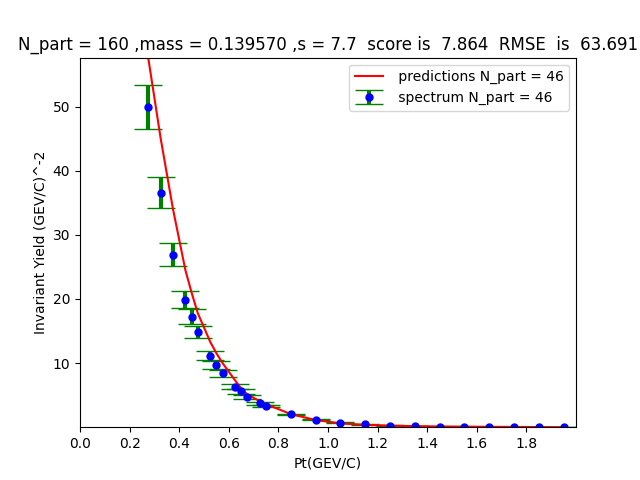 N_part = 160 ,mass = 0.139570 ,s = 7.7  score is  7.864  RMSE  is  63.691
predictions N_part = 46
spectrum N_part = 46
Invariant Yield (GEV/C)^-2
50
40
30
20
10
0.0 0.2 0.4 0.6 0.8 1.0 1.2 1.4 1.6 1.8
Pt(GEV/C)